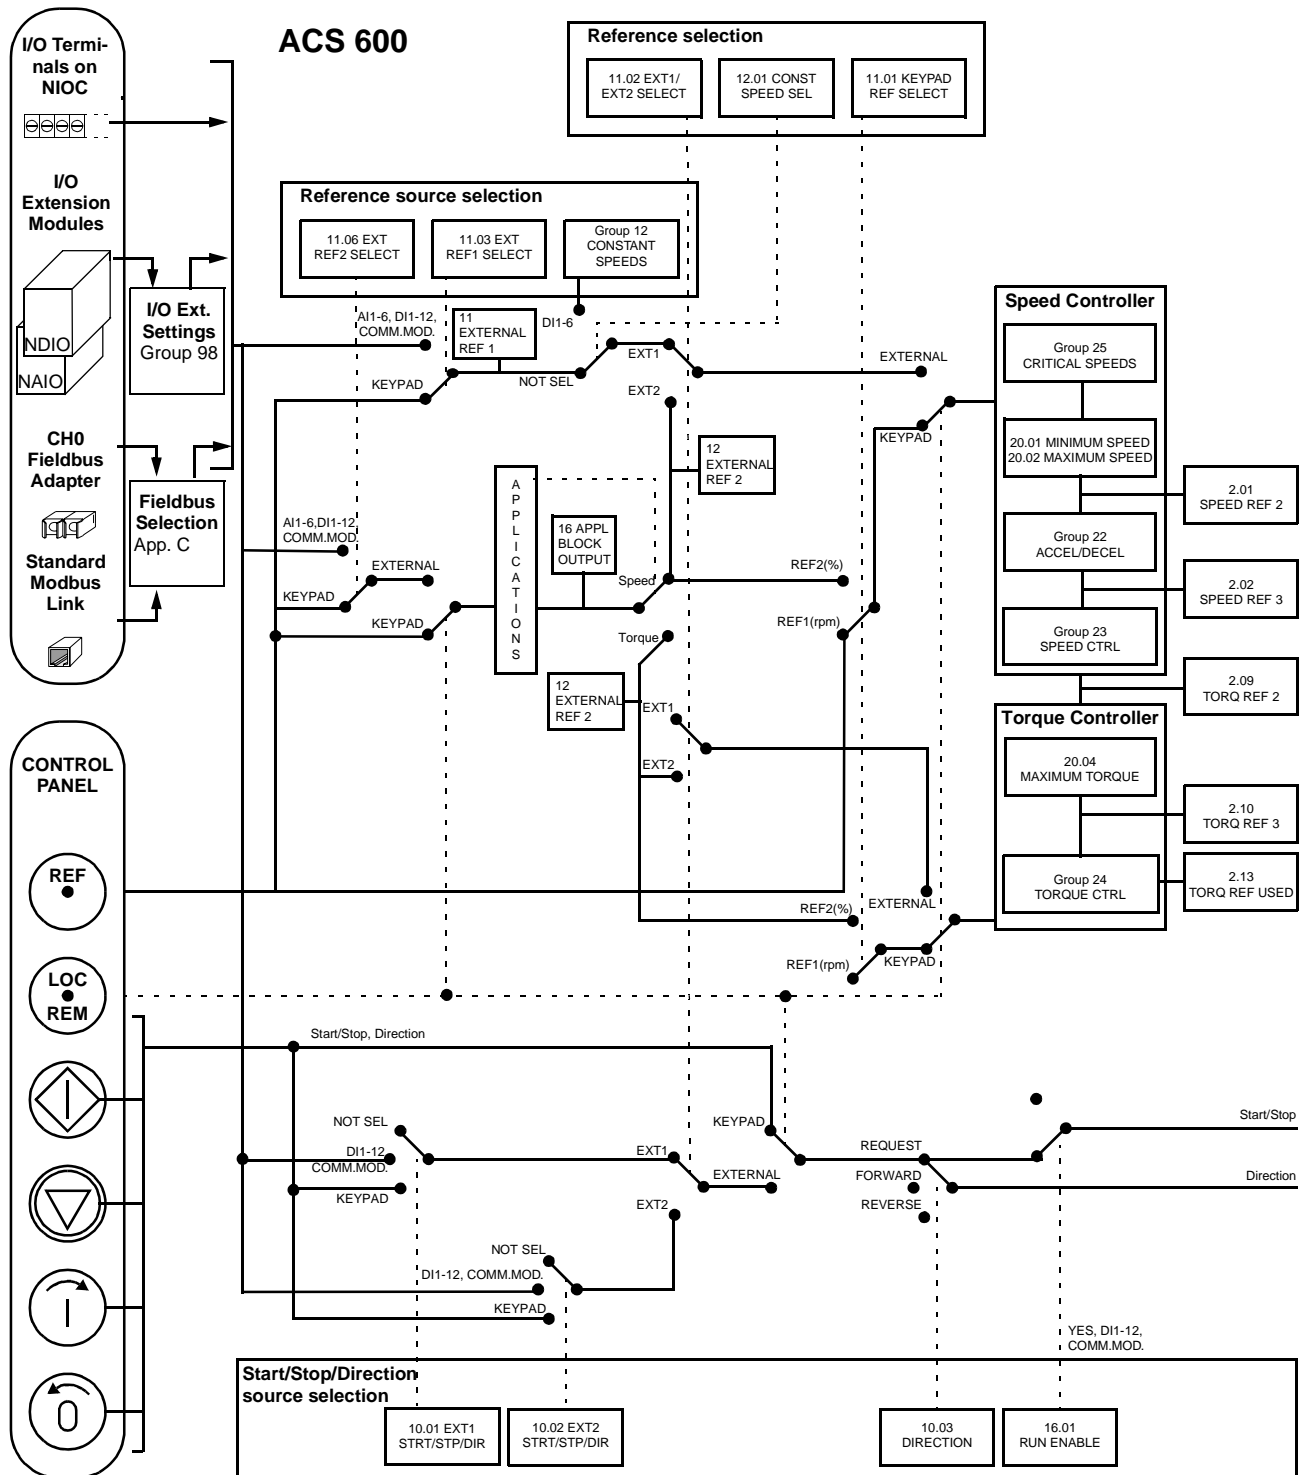 ACS 600
I/O Termi-
nals on
NIOC
I/O
Extension
Modules
NDIO
NAIO
I/O Ext.
Settings
Group 98
CH0
Fieldbus
Adapter
Fieldbus
Selection
App. C
Standard
Modbus
Link
Reference selection
11.02 EXT1/
EXT2 SELECT
12.01 CONST
SPEED SEL
11.01 KEYPAD
REF SELECT
Reference source selection
11.06 EXT
REF2 SELECT
11.03 EXT
REF1 SELECT
Group 12
CONSTANT
SPEEDS
AI1-6, DI1-12,
COMM.MOD.
11
EXTERNAL
REF 1
DI1-6
KEYPAD
NOT SEL
EXT1
EXT2
EXTERNAL
KEYPAD
12
EXTERNAL
REF 2
AI1-6,DI1-12,
COMM.MOD.
EXTERNAL
KEYPAD
KEYPAD
A
P
P
L
I
C
A
T
I
O
N
S
16 APPL
BLOCK
OUTPUT
Speed
Torque
REF2(%)
REF1(rpm)
12
EXTERNAL
REF 2
EXT1
EXT2
Speed Controller
Group 25
CRITICAL SPEEDS
20.01 MINIMUM SPEED
20.02 MAXIMUM SPEED
2.01
SPEED REF 2
Group 22
ACCEL/DECEL
2.02
SPEED REF 3
Group 23
SPEED CTRL
2.09
TORQ REF 2
Torque Controller
20.04
MAXIMUM TORQUE
2.10
TORQ REF 3
Group 24
TORQUE CTRL
2.13
TORQ REF USED
REF2(%)
EXTERNAL
REF1(rpm)
KEYPAD
CONTROL
PANEL
REF
LOC
REM
Start/Stop, Direction
NOT SEL
DI1-12,
COMM.MOD.
KEYPAD
EXT1
EXT2
KEYPAD
EXTERNAL
NOT SEL
DI1-12, COMM.MOD.
KEYPAD
REQUEST
FORWARD
REVERSE
Start/Stop
Direction
YES, DI1-12,
COMM.MOD.
Start/Stop/Direction
source selection
10.01 EXT1
STRT/STP/DIR
10.02 EXT2
STRT/STP/DIR
10.03
DIRECTION
16.01
RUN ENABLE